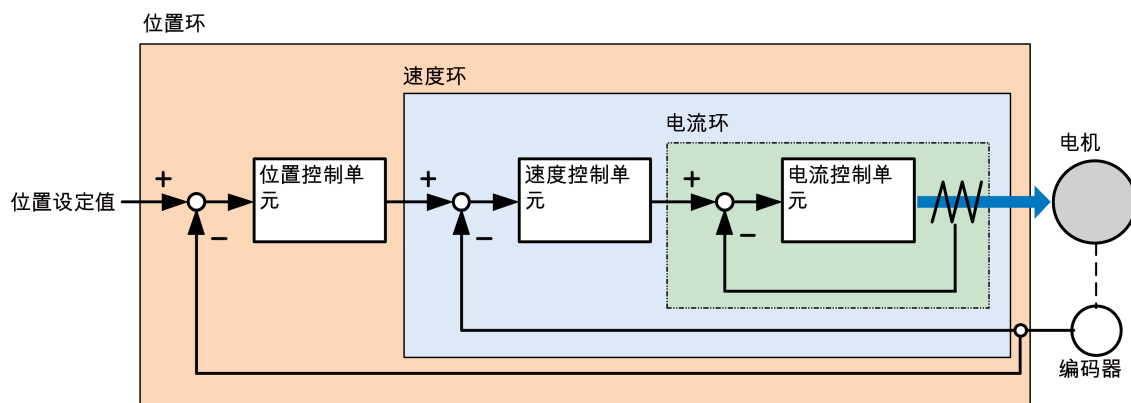 位置环
速度环
电流环
电机
位置设定值
+
−
位置控制单
元
+
−
速度控制单
元
+
−
电流控制单
元
编码器